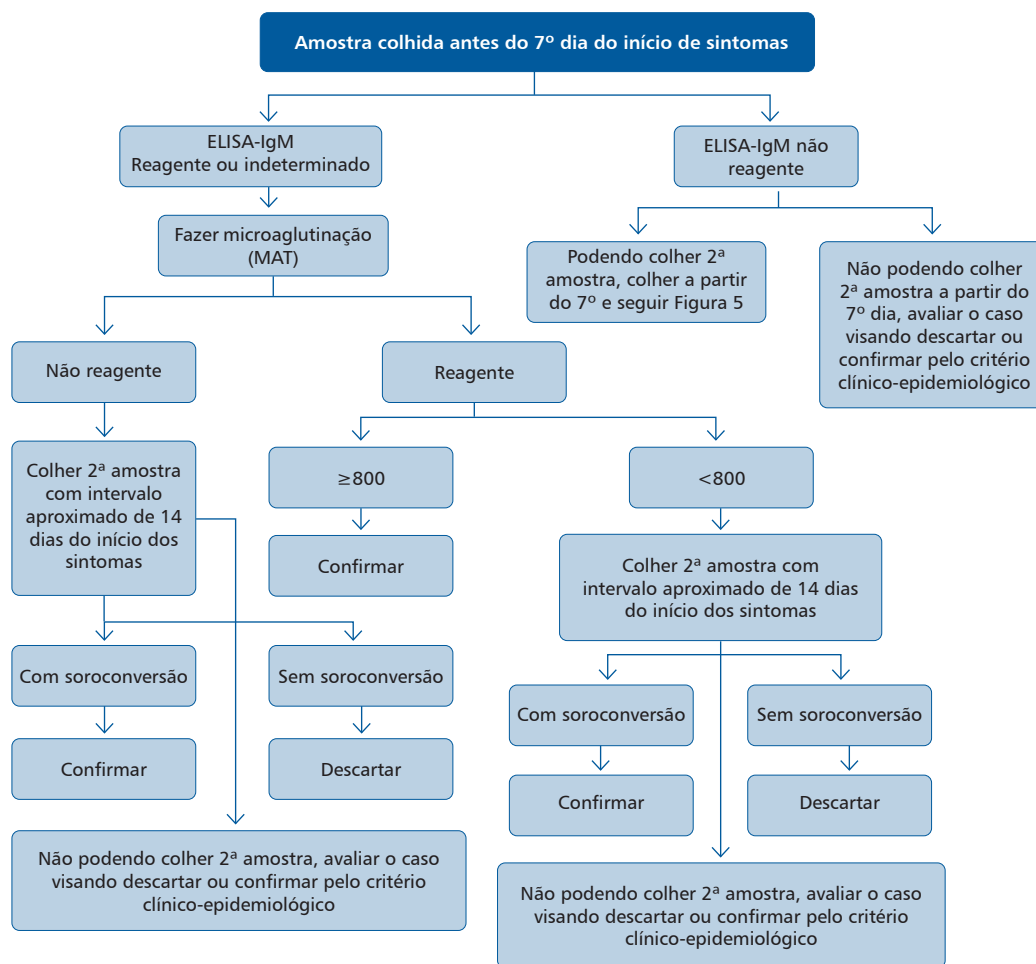 Amostra colhida antes do 7º dia do início de sintomas
ELISA-IgM
Reagente ou indeterminado
ELISA-IgM não
reagente
Fazer microaglutinação
(MAT)
Podendo colher 2ª
amostra, colher a partir
do 7º e seguir Figura 5
Não podendo colher
2ª amostra a partir do
7º dia, avaliar o caso
visando descartar ou
confirmar pelo critério
clínico-epidemiológico
Não reagente
Reagente
Colher 2ª amostra
com intervalo
aproximado de 14
dias do início dos
sintomas
≥800
<800
Confirmar
Colher 2ª amostra com
intervalo aproximado de 14 dias
do início dos sintomas
Com soroconversão
Sem soroconversão
Com soroconversão
Sem soroconversão
Confirmar
Descartar
Confirmar
Descartar
Não podendo colher 2ª amostra, avaliar o caso
visando descartar ou confirmar pelo critério
clínico-epidemiológico
Não podendo colher 2ª amostra, avaliar o caso
visando descartar ou confirmar pelo critério
clínico-epidemiológico